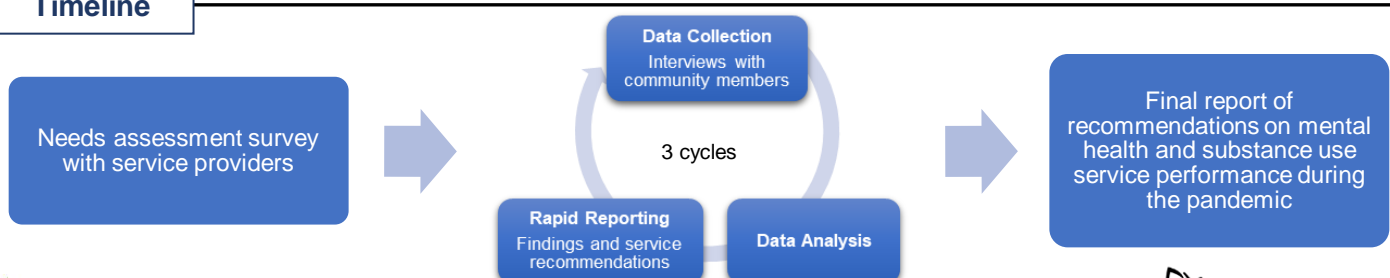 Timeline
Needs assessment survey
with service providers
Data Collection
Interviews with
community members
3 cycles
Rapid Reporting
Findings and service
recommendations
Data Analysis
Final report of
recommendations on mental
health and substance use
service performance during
the pandemic